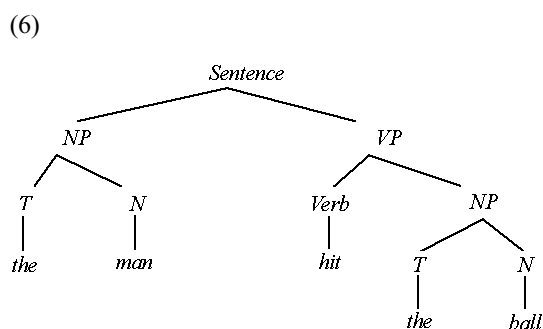 (6)
Sentence
NP VP
T N Verb NP
the man hit T N
the ball